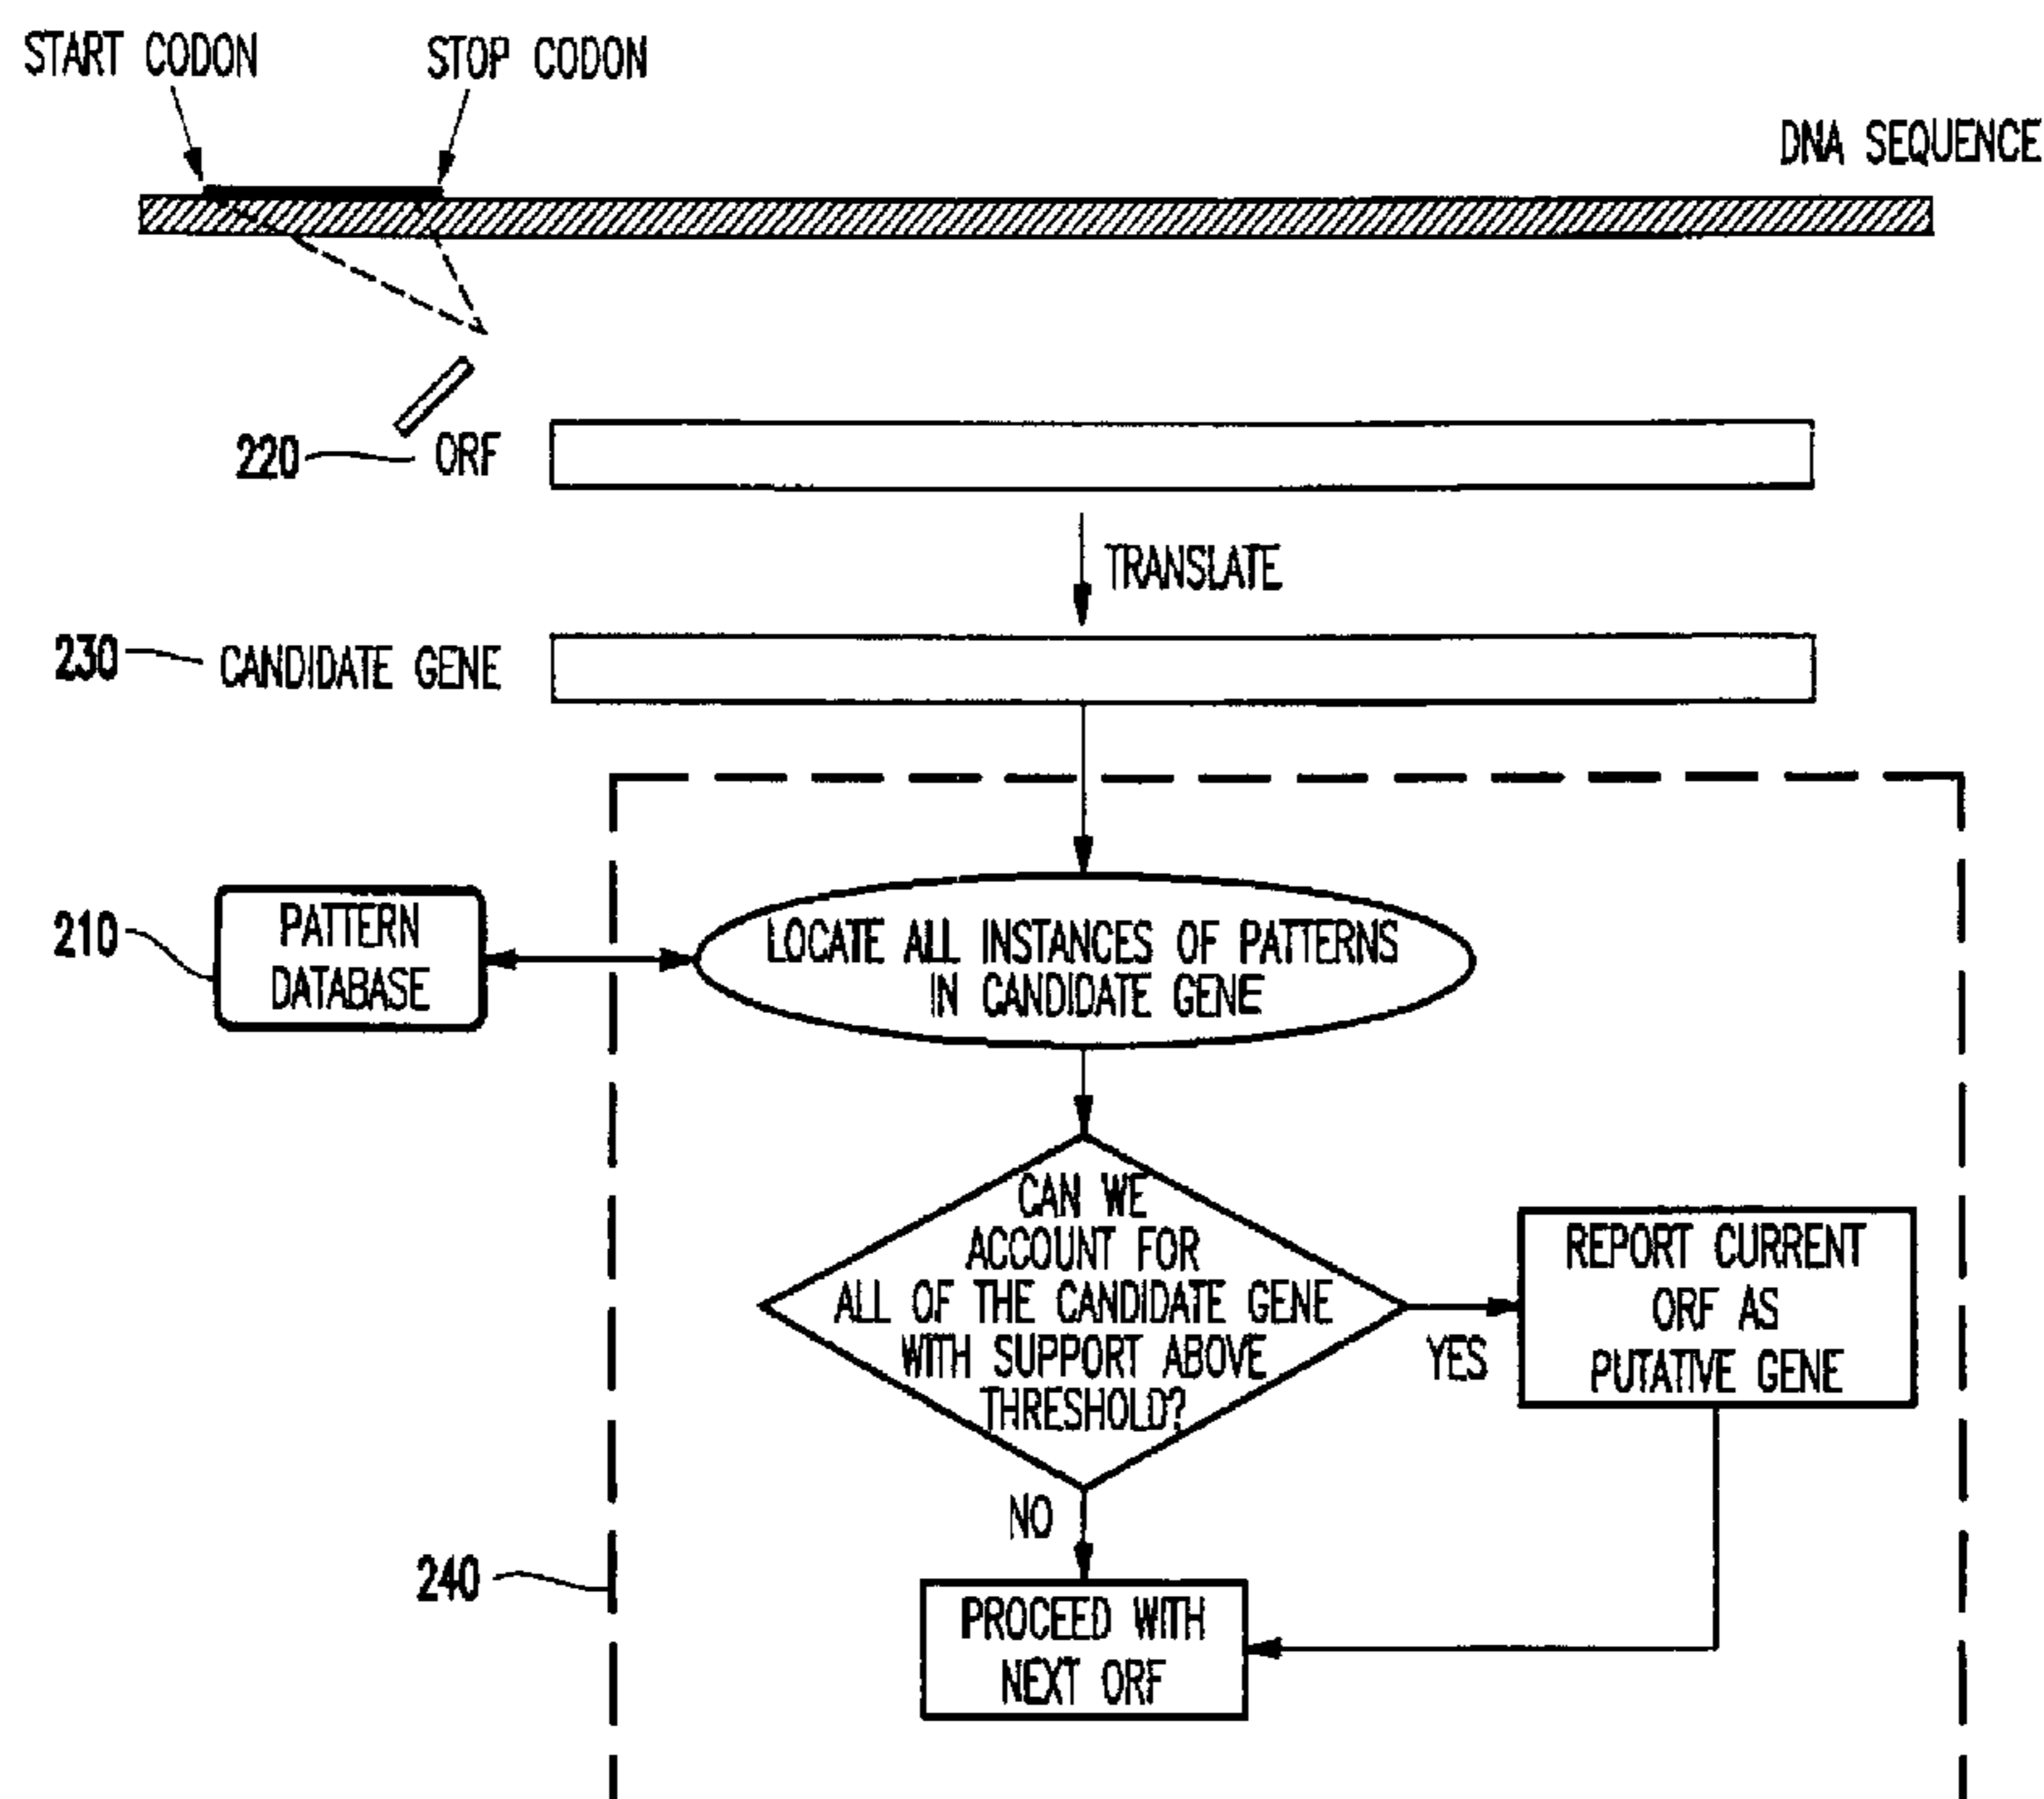 START CODON
STOP CODON
DNA SEQUENCE
220
ORF
TRANSLATE
230
CANDIDATE GENE
210
PATTERN
DATABASE
LOCATE ALL INSTANCES OF PATTERNS
IN CANDIDATE GENE
CAN WE
ACCOUNT FOR
ALL OF THE CANDIDATE GENE
WITH SUPPORT ABOVE
THRESHOLD?
YES
REPORT CURRENT
ORF AS
PUTATIVE GENE
NO
240
PROCEED WITH
NEXT ORF